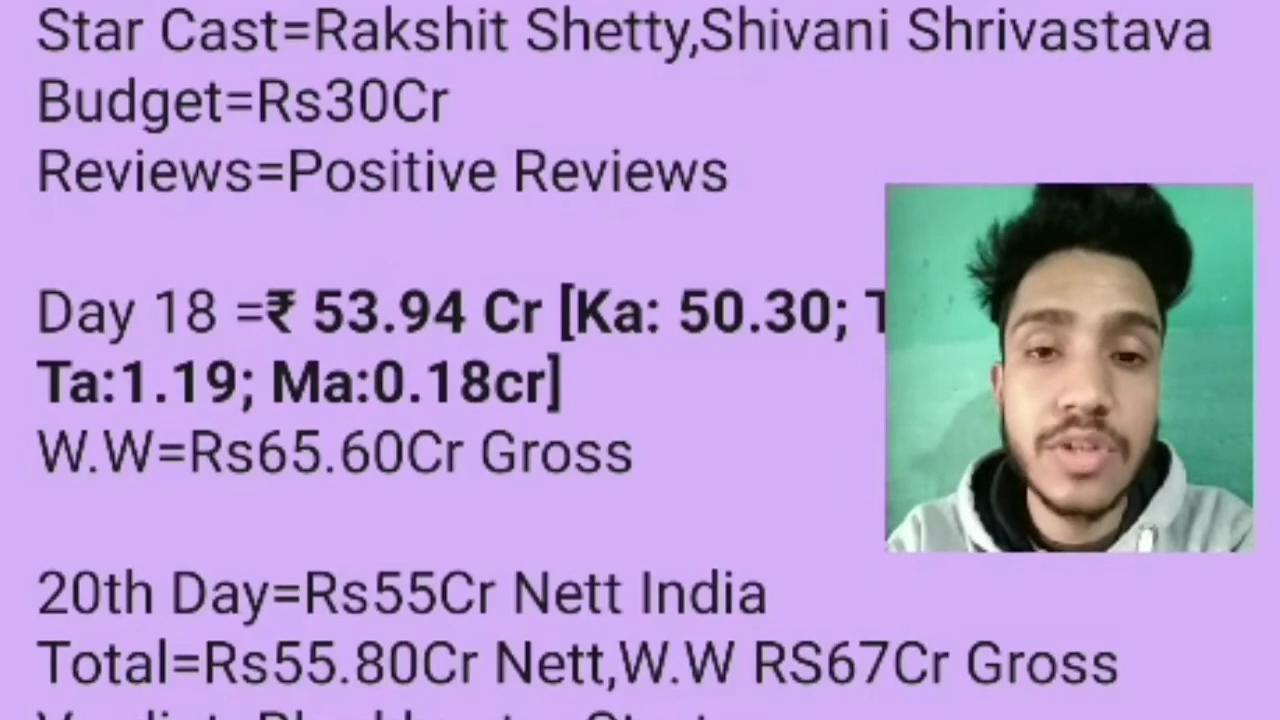 Star Cast=Rakshit Shetty,Shivani Shrivastava
Budget=Rs30Cr
Reviews=Positive Reviews
Day 18 =₹ 53.94 Cr [Ka: 50.30;
Ta:1.19; Ma:0.18cr]
W.W=Rs65.60Cr Gross
20th Day=Rs55Cr Nett India
Total=Rs55.80Cr Nett,W.W RS67Cr Gross